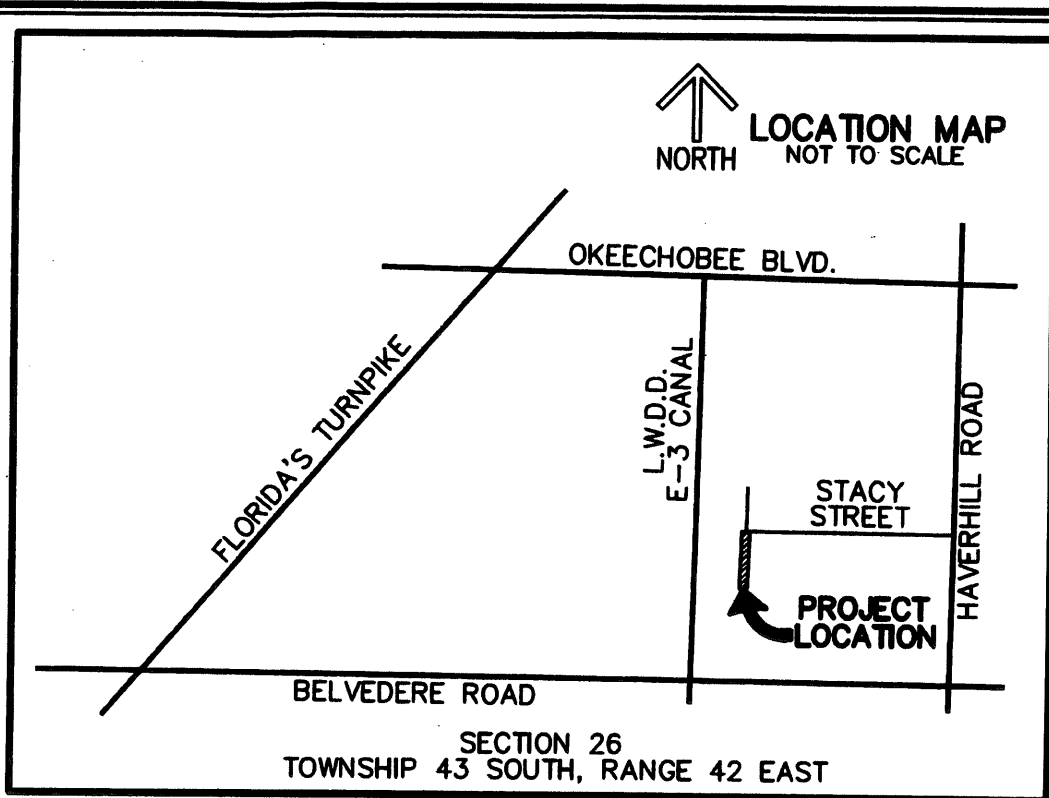 LOCATION MAP
NOT TO SCALE
NORTH
OKEECHOBEE BLVD.
FLORIDA'S TURNPIKE
L.W.D.D.
E-3 CANAL
STACY
STREET
HAVERHILL ROAD
PROJECT
LOCATION
BELVEDERE ROAD
SECTION 26
TOWNSHIP 43 SOUTH, RANGE 42 EAST